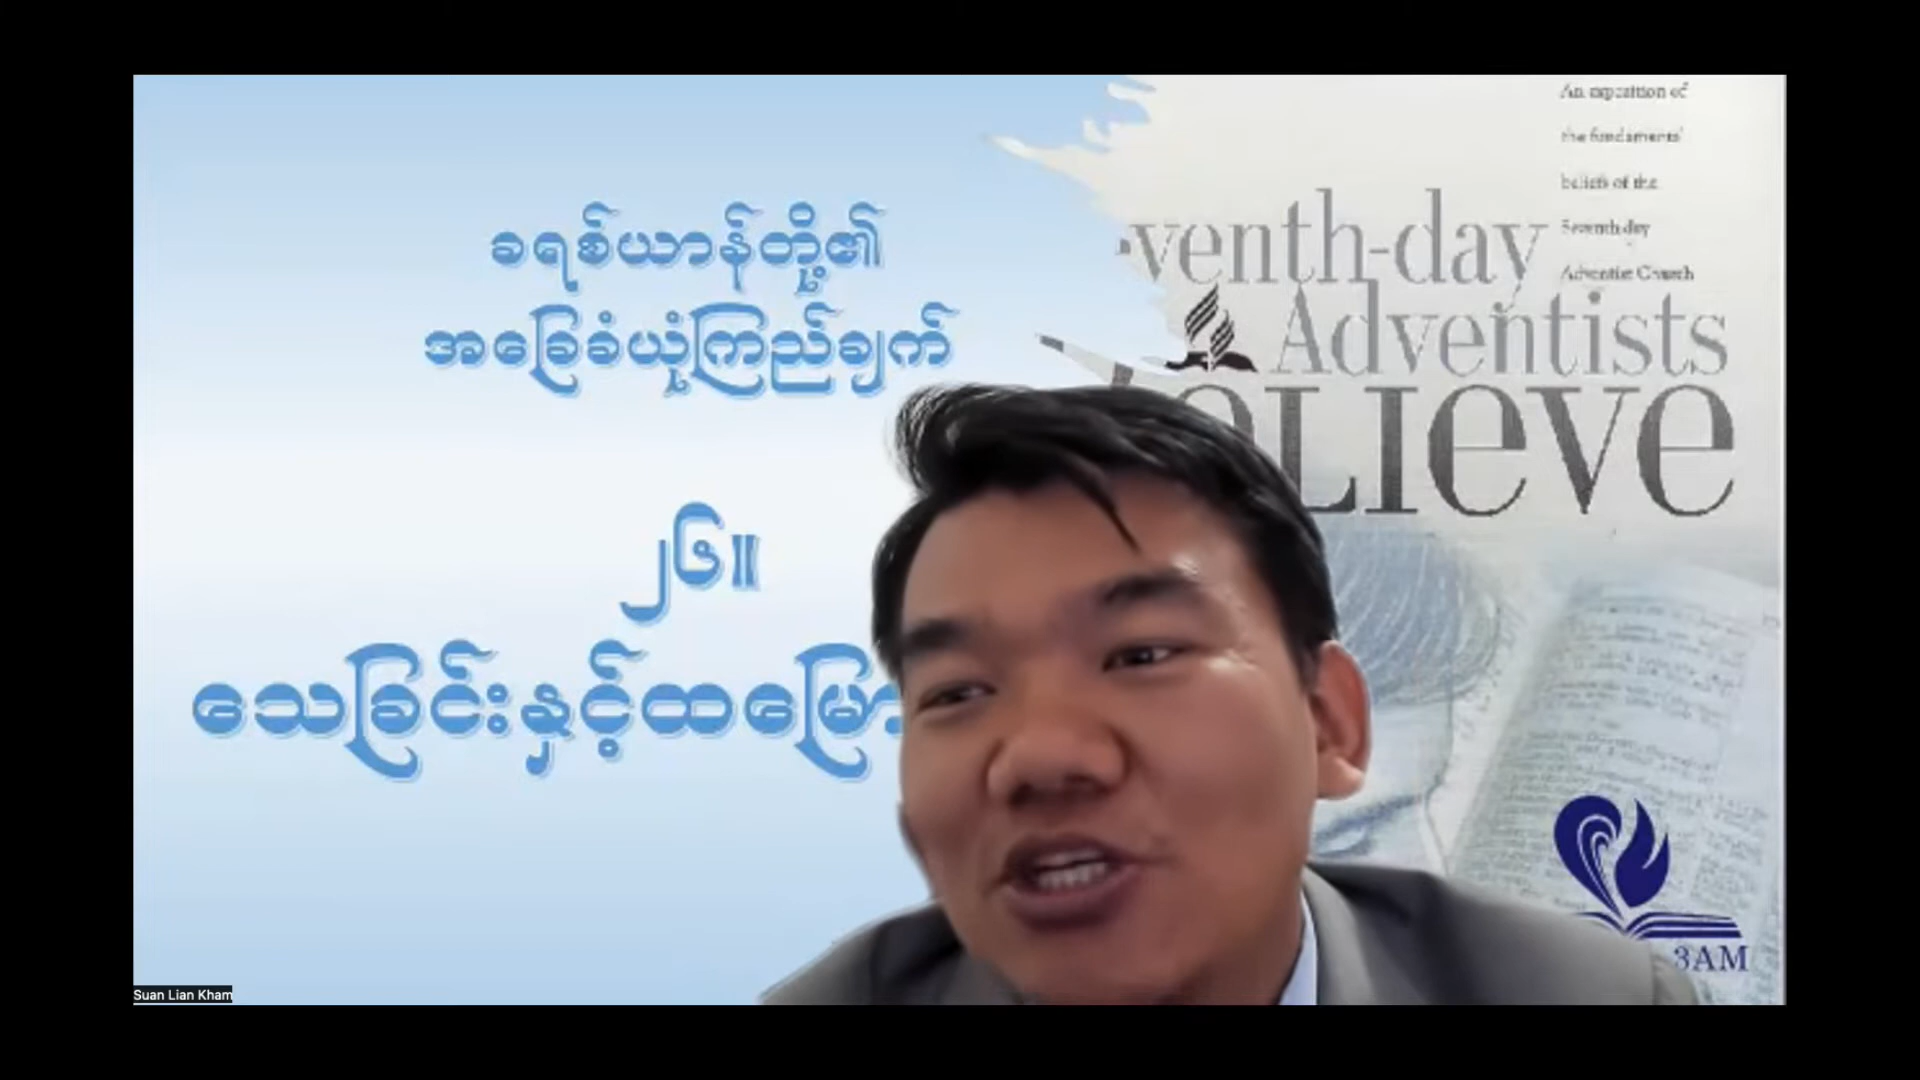 ခရစ်ယာန်တို့၏
အခြေခံယုံကြည်ချက်
၂၆။
သေခြင်းနှင့်ထမြော
An exposition of
the fundamental
beliefs of the
Seventh-day
Adventist Church
venth-day
Adventists
elieve
3AM
Suan Lian Kham